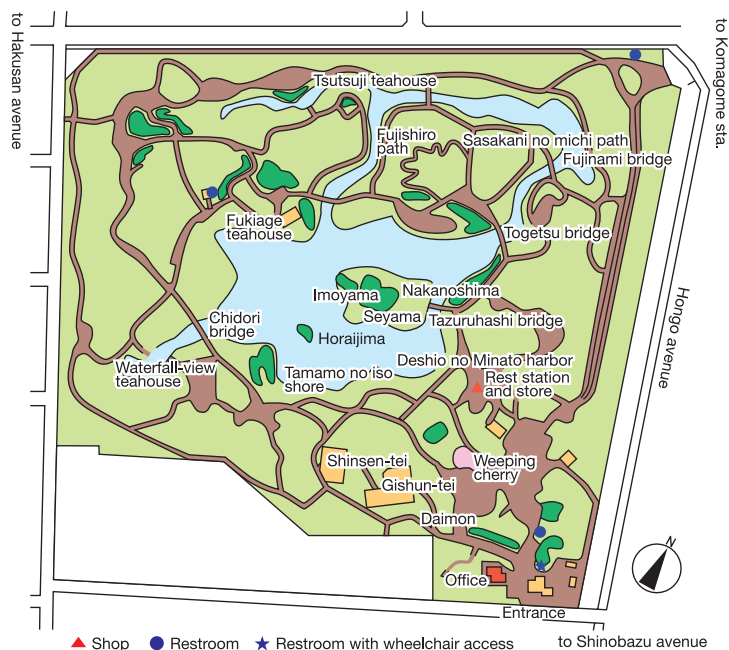 to Hakusan avenue
to Komagome sta.
Tsutsuji teahouse
Fujishiro
path
Sasakani no michi path
Fujinami bridge
Fukiage
teahouse
Togetsu bridge
Imoyama
Nakanoshima
Seyama
Tazuruhashi bridge
Chidori
bridge
Horaijima
Hongo avenue
Waterfall-view
teahouse
Tamamo no iso
shore
Deshio no Minato harbor
Rest station
and store
Shinsen-tei
Weeping
cherry
Gishun-tei
Daimon
N
Office
Entrance
Shop
Restroom
Restroom with wheelchair access
to Shinobazu avenue